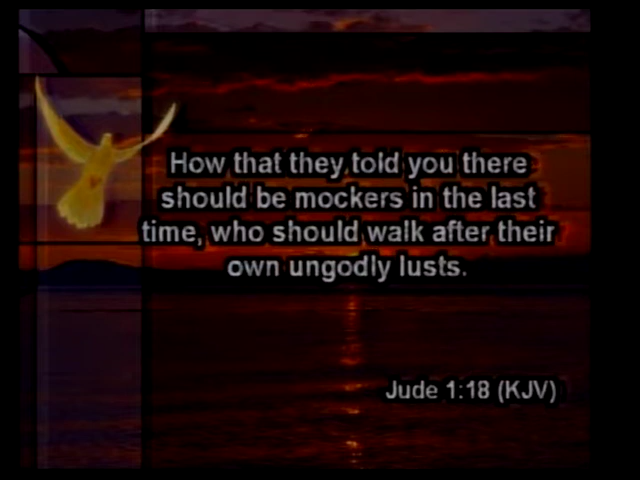 How that they told you there
should be mockers in the last
time, who should walk after their
own ungodly lusts.
Jude 1:18 (KJV)